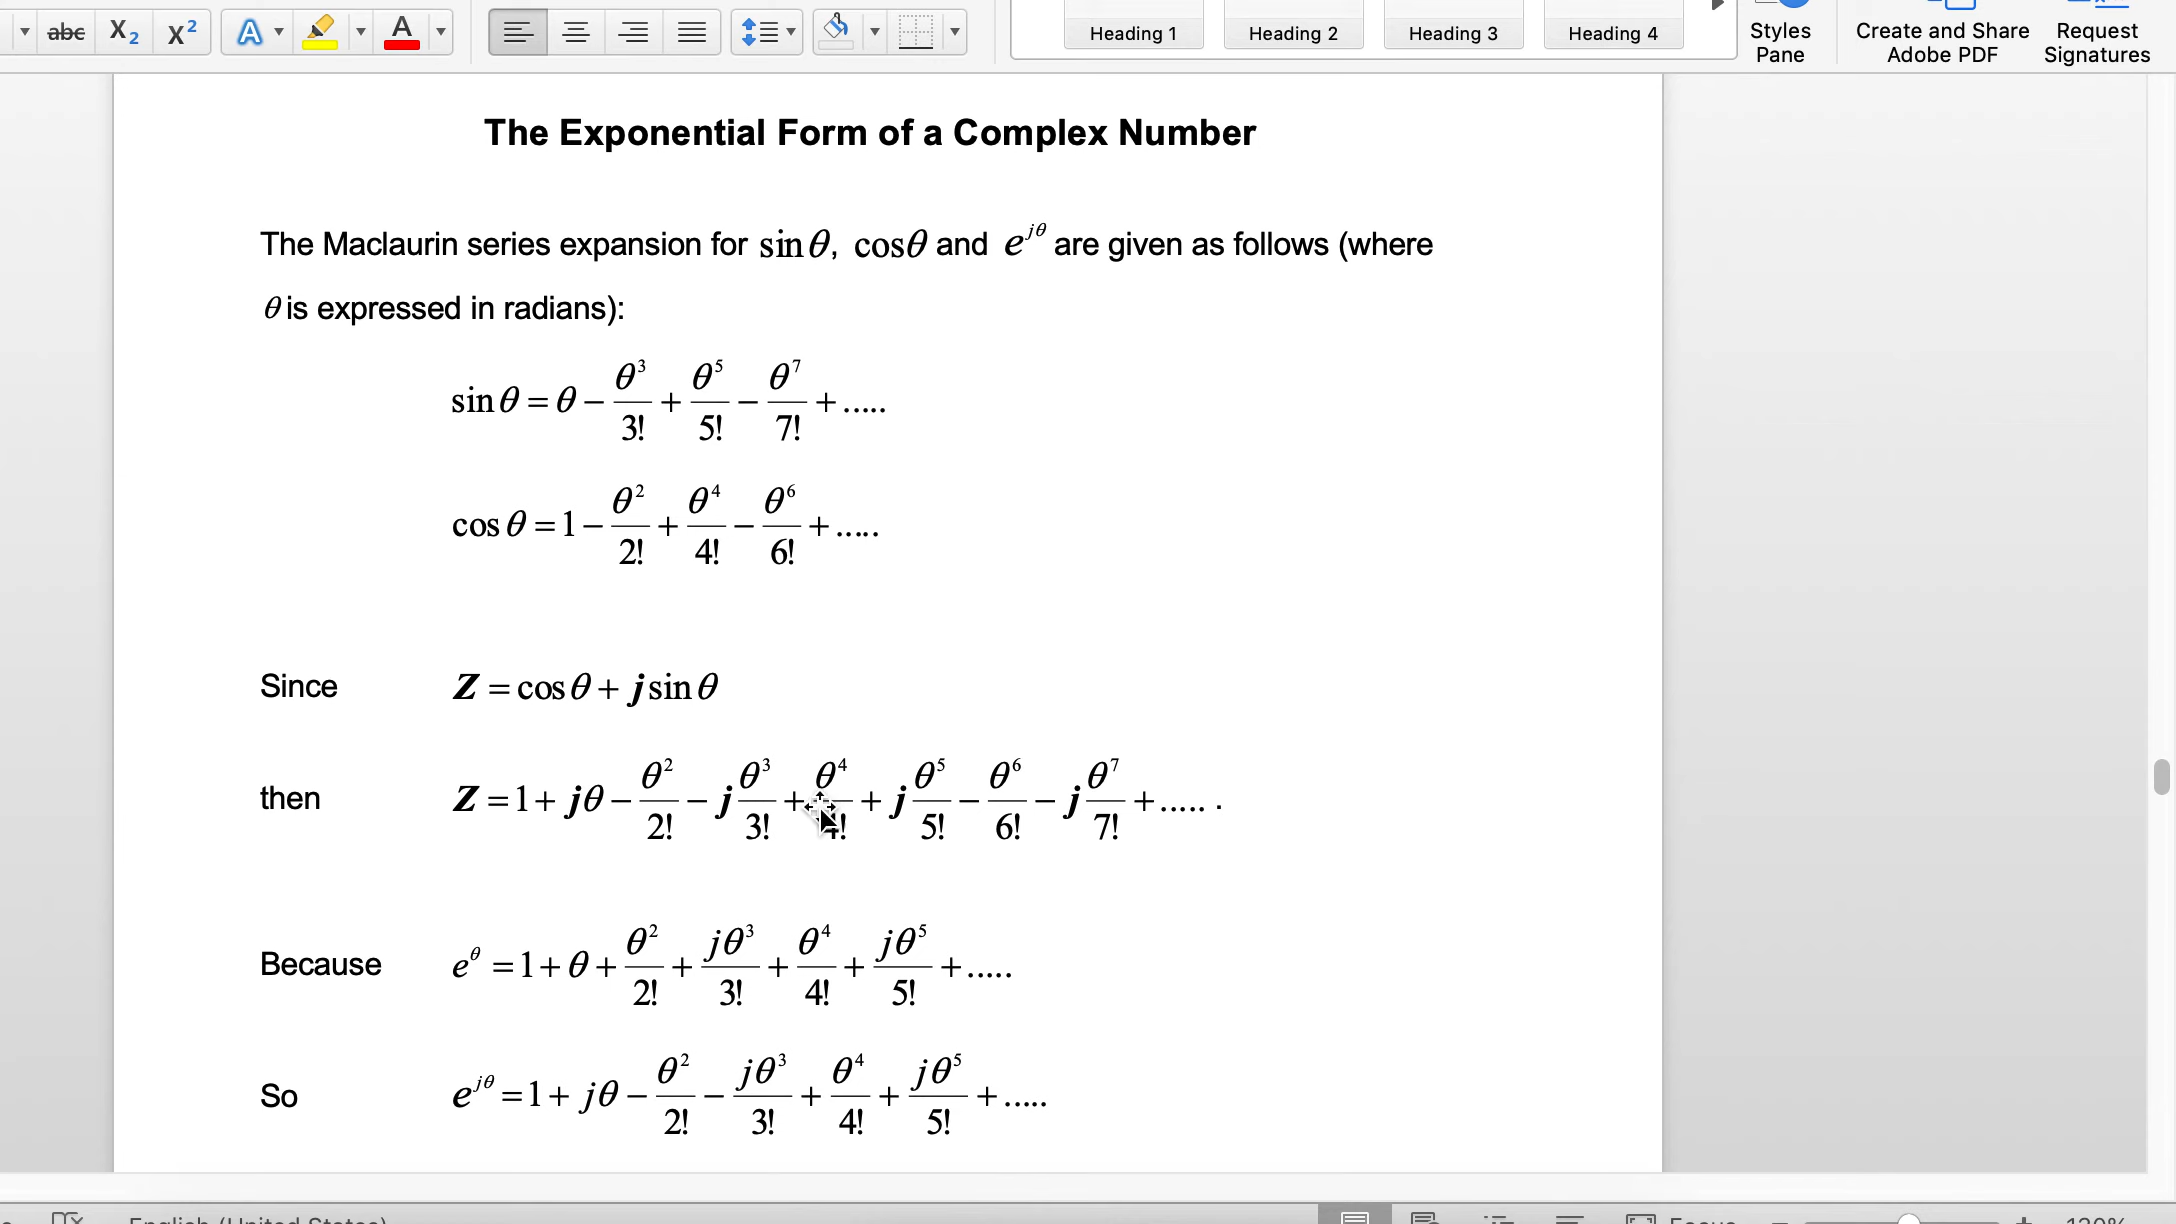 abc X₂ X² A A
Heading 1 Heading 2 Heading 3 Heading 4
Styles Pane
Create and Share Adobe PDF
Request Signatures
The Exponential Form of a Complex Number
The Maclaurin series expansion for sin θ, cos θ and e^{jθ} are given as follows (where
θ is expressed in radians):
sin θ = θ − θ³/3! + θ⁵/5! − θ⁷/7! + .....
cos θ = 1 − θ²/2! + θ⁴/4! − θ⁶/6! + .....
Since Z = cos θ + j sin θ
then Z = 1 + jθ − θ²/2! − j θ³/3! + θ⁴/4! + j θ⁵/5! − θ⁶/6! − j θ⁷/7! + ..... .
Because e^θ = 1 + θ + θ²/2! + jθ³/3! + θ⁴/4! + jθ⁵/5! + .....
So e^{jθ} = 1 + jθ − θ²/2! − jθ³/3! + θ⁴/4! + jθ⁵/5! + .....
English (United States) Focus